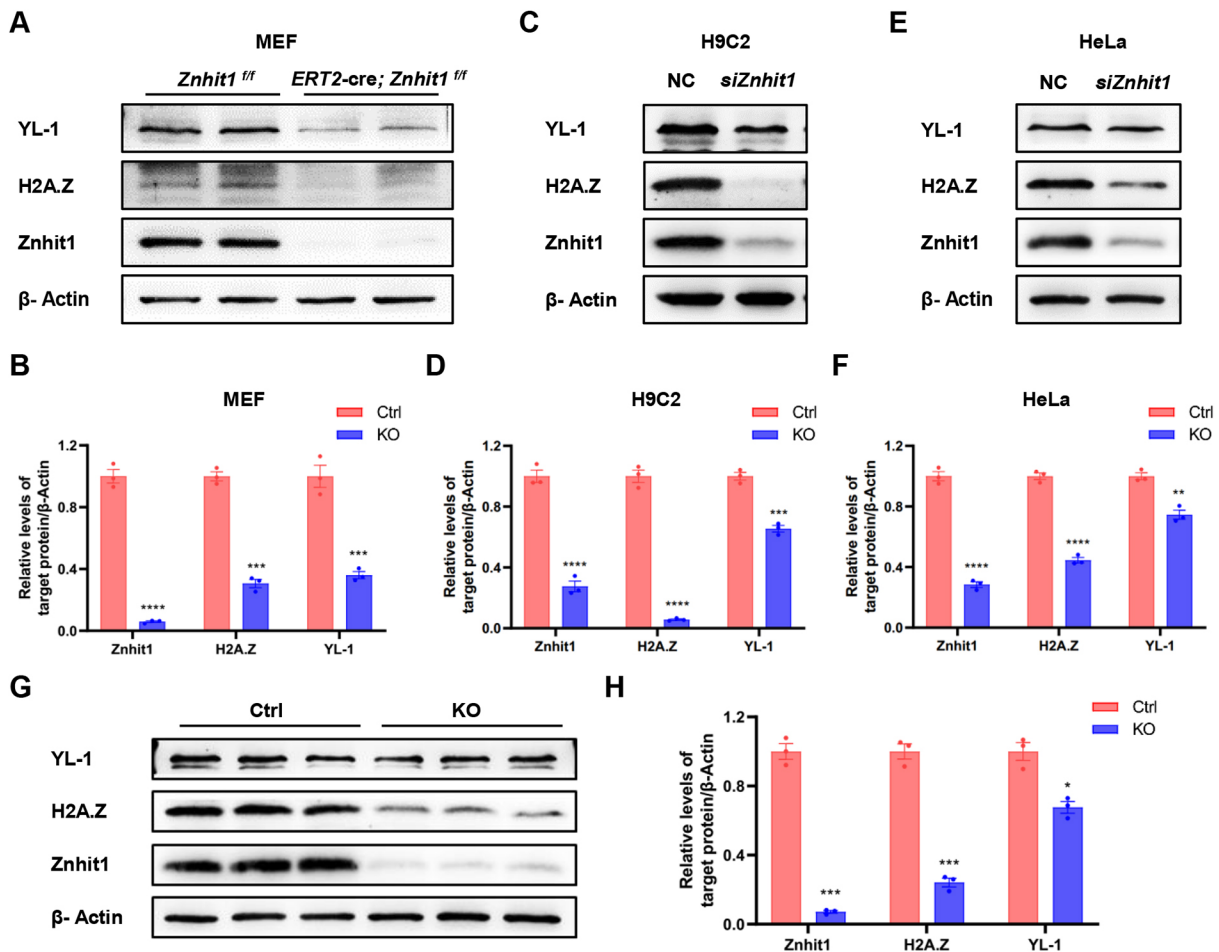 A
MEF
Znhit1 f/f
ERT2-cre; Znhit1 f/f
YL-1
H2A.Z
Znhit1
β- Actin
C
H9C2
NC
siZnhit1
YL-1
H2A.Z
Znhit1
β- Actin
E
HeLa
NC
siZnhit1
YL-1
H2A.Z
Znhit1
β- Actin
B
MEF
Ctrl
KO
Relative levels of
target protein/β-Actin
1.2
0.8
0.4
0.0
****
***
***
Znhit1
H2A.Z
YL-1
D
H9C2
Ctrl
KO
Relative levels of
target protein/β-Actin
1.2
0.8
0.4
0.0
****
****
***
Znhit1
H2A.Z
YL-1
F
HeLa
Ctrl
KO
Relative levels of
target protein/β-Actin
1.2
0.8
0.4
0.0
****
****
**
Znhit1
H2A.Z
YL-1
G
Ctrl
KO
YL-1
H2A.Z
Znhit1
β- Actin
H
Ctrl
KO
Relative levels of
target protein/β-Actin
1.2
0.8
0.4
0.0
***
***
*
Znhit1
H2A.Z
YL-1